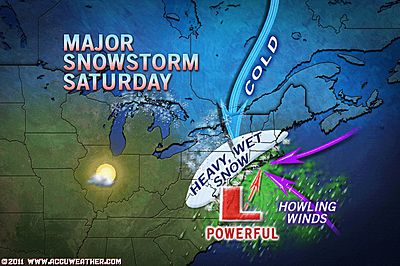 MAJOR
SNOWSTORM
SATURDAY
COLD
HEAVY, WET
SNOW
L
POWERFUL
HOWLING
WINDS
© 2011 WWW.ACCUWEATHER.COM